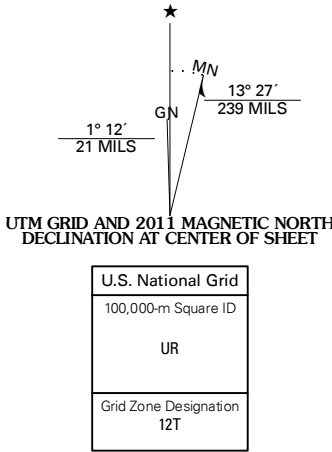 ★
MN
GN
13° 27´
239 MILS
1° 12´
21 MILS
UTM GRID AND 2011 MAGNETIC NORTH
DECLINATION AT CENTER OF SHEET
U.S. National Grid
100,000-m Square ID
UR
Grid Zone Designation
12T